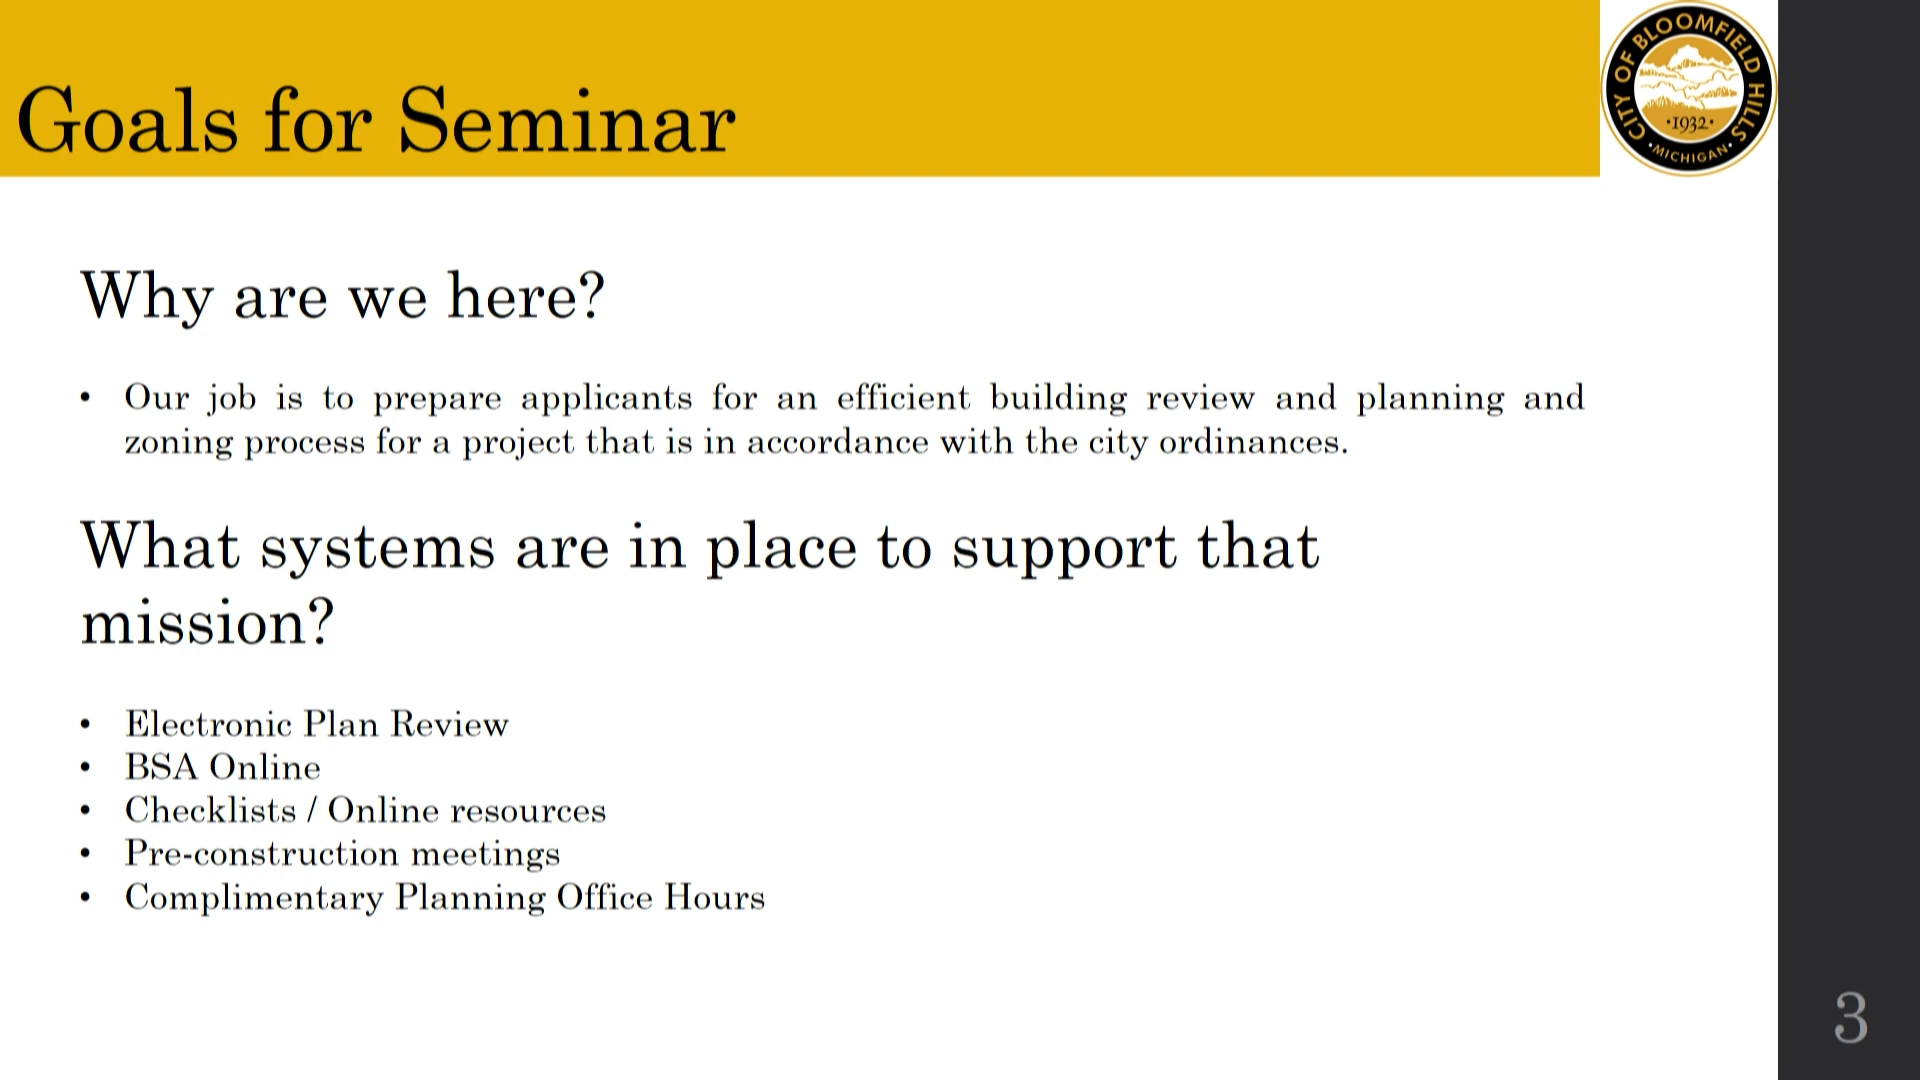 Goals for Seminar
CITY OF BLOOMFIELD HILLS
•1932•
•MICHIGAN•
Why are we here?
• Our job is to prepare applicants for an efficient building review and planning and
zoning process for a project that is in accordance with the city ordinances.
What systems are in place to support that
mission?
• Electronic Plan Review
• BSA Online
• Checklists / Online resources
• Pre-construction meetings
• Complimentary Planning Office Hours
3